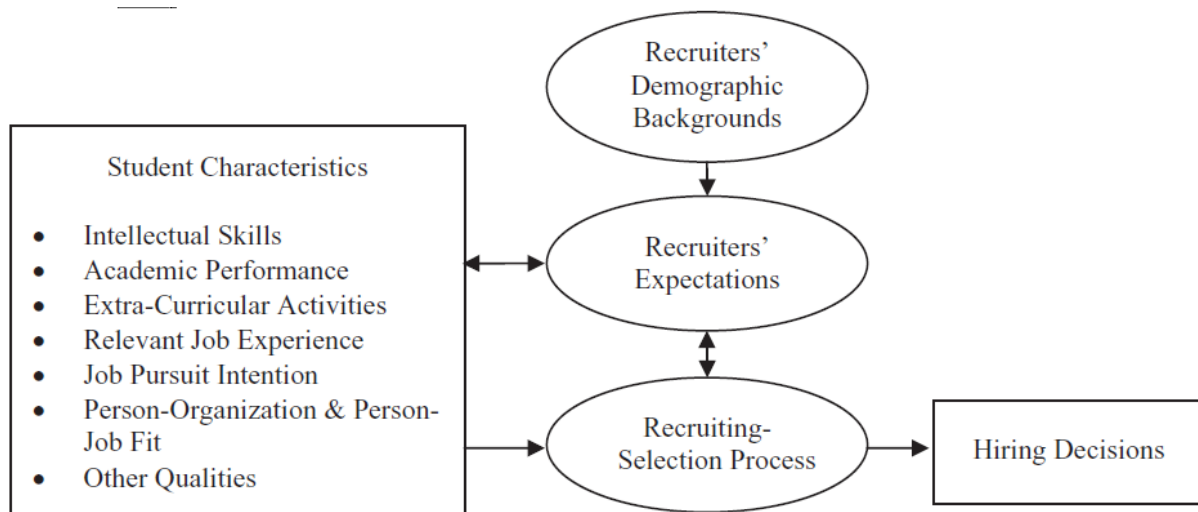 Recruiters’
Demographic
Backgrounds
Student Characteristics
• Intellectual Skills
• Academic Performance
• Extra-Curricular Activities
• Relevant Job Experience
• Job Pursuit Intention
• Person-Organization & Person-
Job Fit
• Other Qualities
Recruiters’
Expectations
Recruiting-
Selection Process
Hiring Decisions